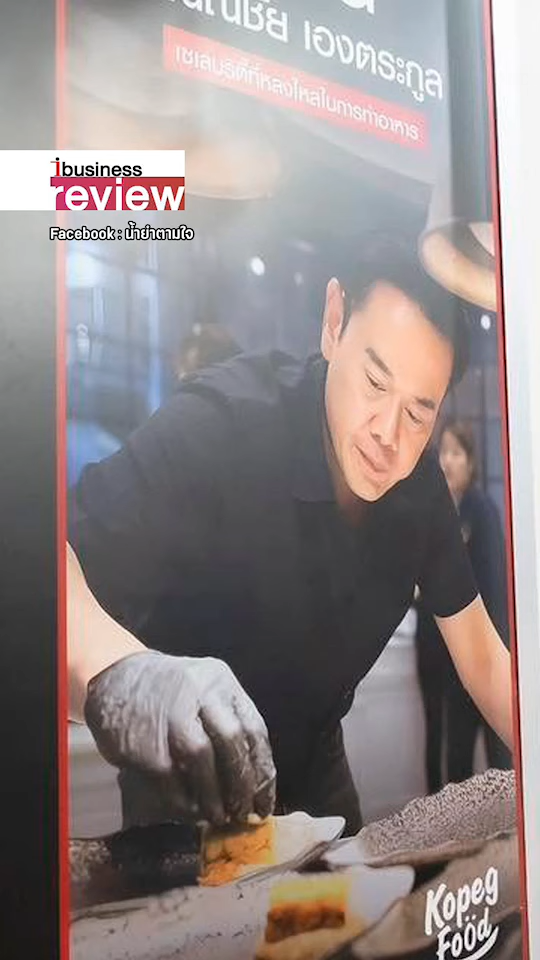 เองตระกูล
เซเลบริตี้ที่หลงใหลในการทำอาหาร
ibusiness
review
Facebook : น้ำยำตามใจ
Kopeg
Food